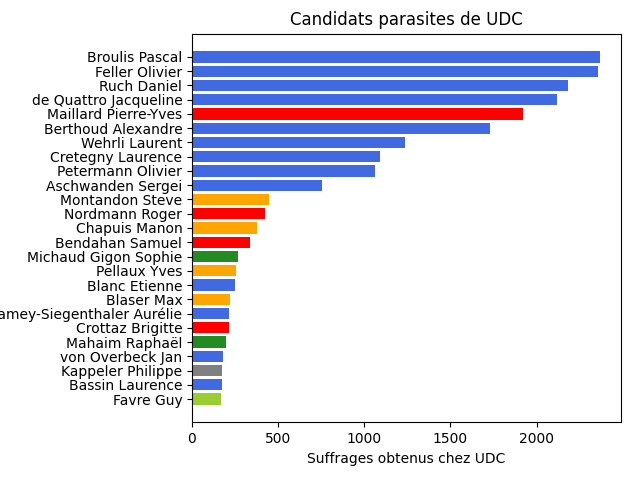 Candidats parasites de UDC
Broulis Pascal
Feller Olivier
Ruch Daniel
de Quattro Jacqueline
Maillard Pierre-Yves
Berthoud Alexandre
Wehrli Laurent
Cretegny Laurence
Petermann Olivier
Aschwanden Sergei
Montandon Steve
Nordmann Roger
Chapuis Manon
Bendahan Samuel
Michaud Gigon Sophie
Pellaux Yves
Blanc Etienne
Blaser Max
amey-Siegenthaler Aurélie
Crottaz Brigitte
Mahaim Raphaël
von Overbeck Jan
Kappeler Philippe
Bassin Laurence
Favre Guy
0 500 1000 1500 2000
Suffrages obtenus chez UDC